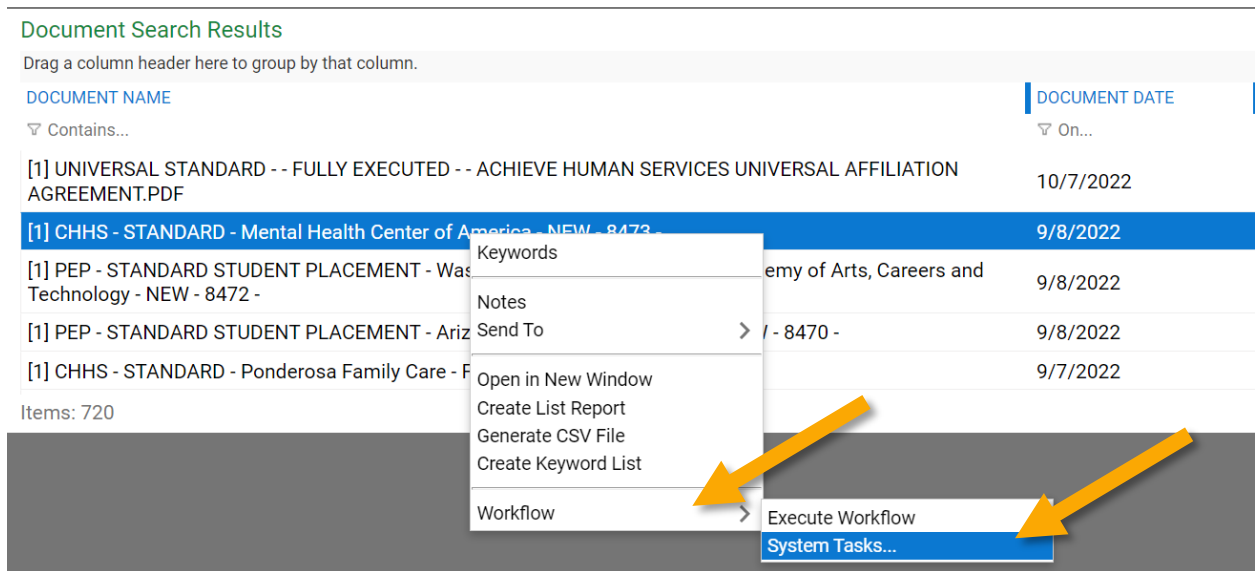 Document Search Results
Drag a column header here to group by that column.
DOCUMENT NAME
DOCUMENT DATE
Contains...
On...
[1] UNIVERSAL STANDARD - - FULLY EXECUTED - - ACHIEVE HUMAN SERVICES UNIVERSAL AFFILIATION
AGREEMENT.PDF
10/7/2022
[1] CHHS - STANDARD - Mental Health Center of America - NEW - 8473 -
9/8/2022
[1] PEP - STANDARD STUDENT PLACEMENT - Was emy of Arts, Careers and
Technology - NEW - 8472 -
9/8/2022
[1] PEP - STANDARD STUDENT PLACEMENT - Ariz - 8470 -
9/8/2022
[1] CHHS - STANDARD - Ponderosa Family Care -
9/7/2022
Items: 720
Keywords
Notes
Send To
Open in New Window
Create List Report
Generate CSV File
Create Keyword List
Workflow
Execute Workflow
System Tasks...